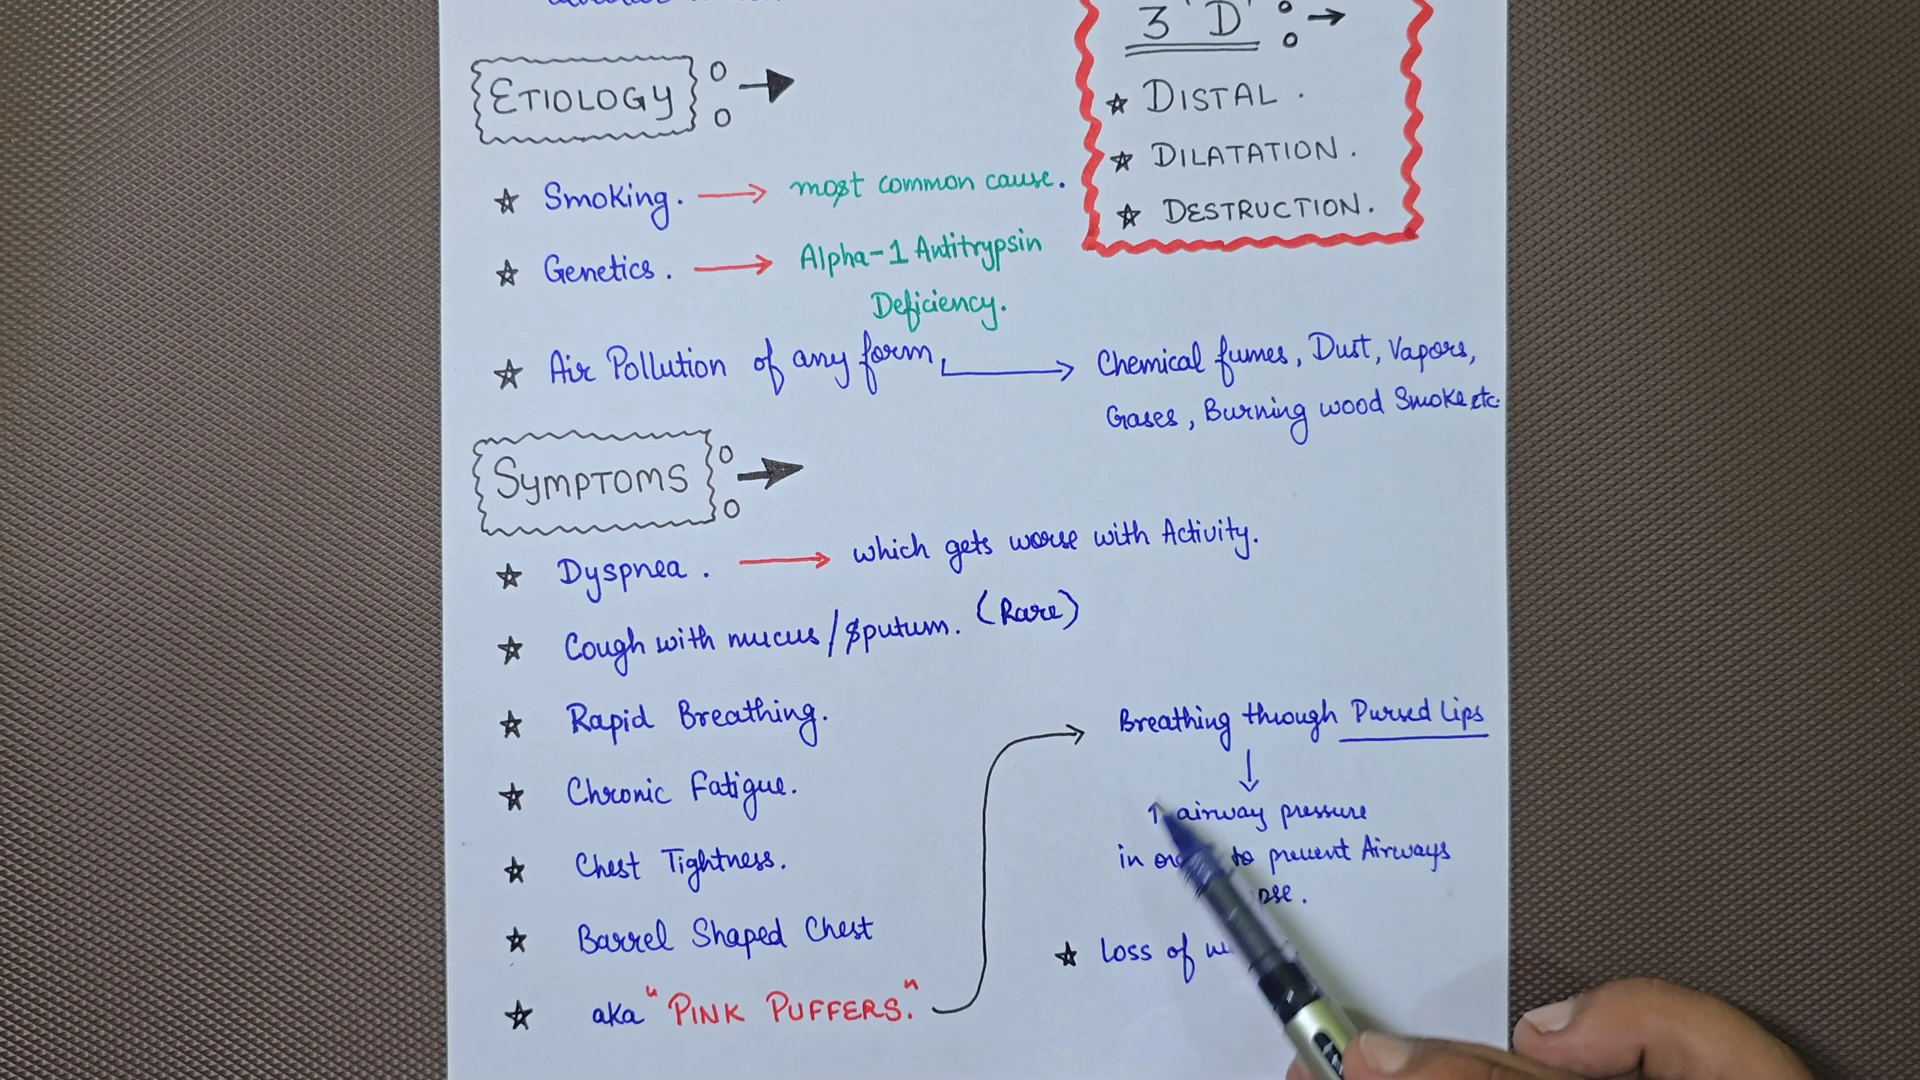 3 'D' :
ETIOLOGY :
★ DISTAL.
★ DILATATION.
★ DESTRUCTION.
★ Smoking. → most common cause.
★ Genetics. → Alpha-1 Antitrypsin
Deficiency.
★ Air Pollution of any form, → Chemical fumes, Dust, Vapors,
Gases, Burning wood Smoke etc.
SYMPTOMS :
★ Dyspnea. → which gets worse with Activity.
★ Cough with mucus/sputum. (Rare)
★ Rapid Breathing.
★ Chronic Fatigue.
★ Chest Tightness.
★ Barrel Shaped Chest
★ aka "PINK PUFFERS."
Breathing through Pursed Lips
↓
↑ airway pressure
in to prevent Airways
★ Loss of